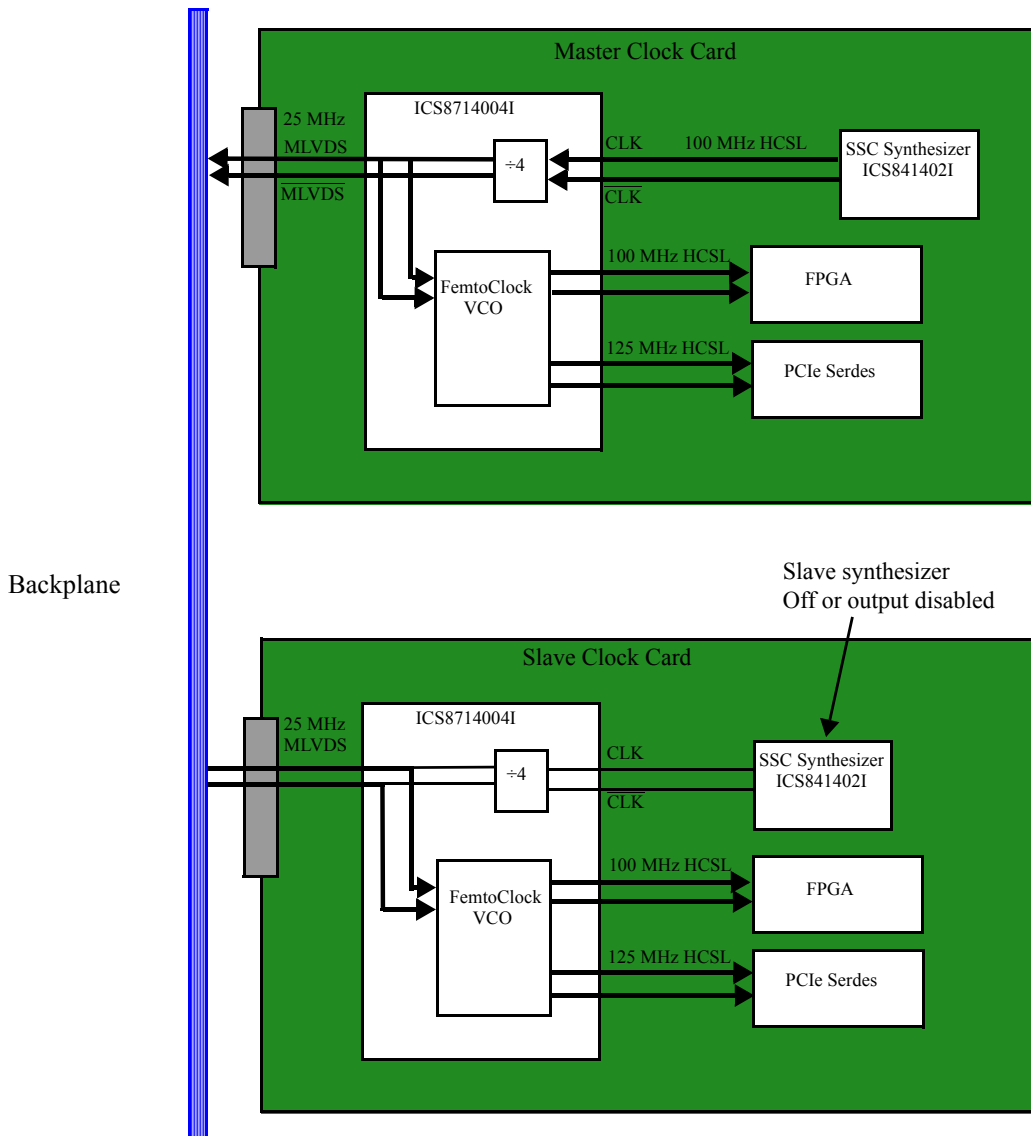 Master Clock Card
ICS8714004I
25 MHz
MLVDS
MLVDS
÷4
CLK
100 MHz HCSL
CLK
SSC Synthesizer
ICS841402I
FemtoClock
VCO
100 MHz HCSL
FPGA
125 MHz HCSL
PCIe Serdes
Backplane
Slave synthesizer
Off or output disabled
Slave Clock Card
ICS8714004I
25 MHz
MLVDS
÷4
CLK
CLK
SSC Synthesizer
ICS841402I
FemtoClock
VCO
100 MHz HCSL
FPGA
125 MHz HCSL
PCIe Serdes